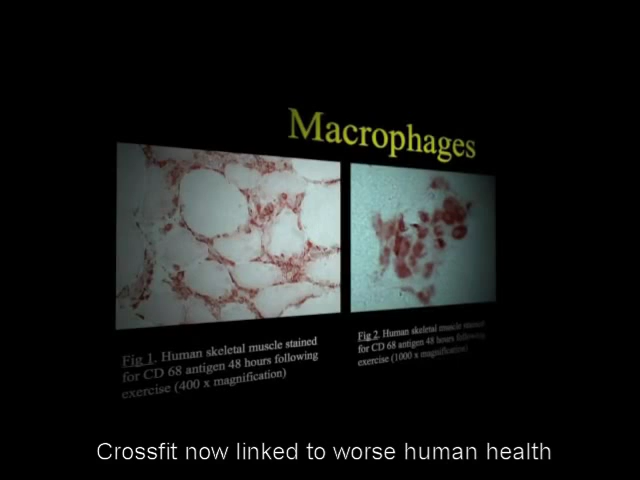 Macrophages
Fig 1. Human skeletal muscle stained
for CD 68 antigen 48 hours following
exercise (400 x magnification)
Fig 2. Human skeletal muscle stained
for CD 68 antigen 48 hours following
exercise (1000 x magnification)
Crossfit now linked to worse human health